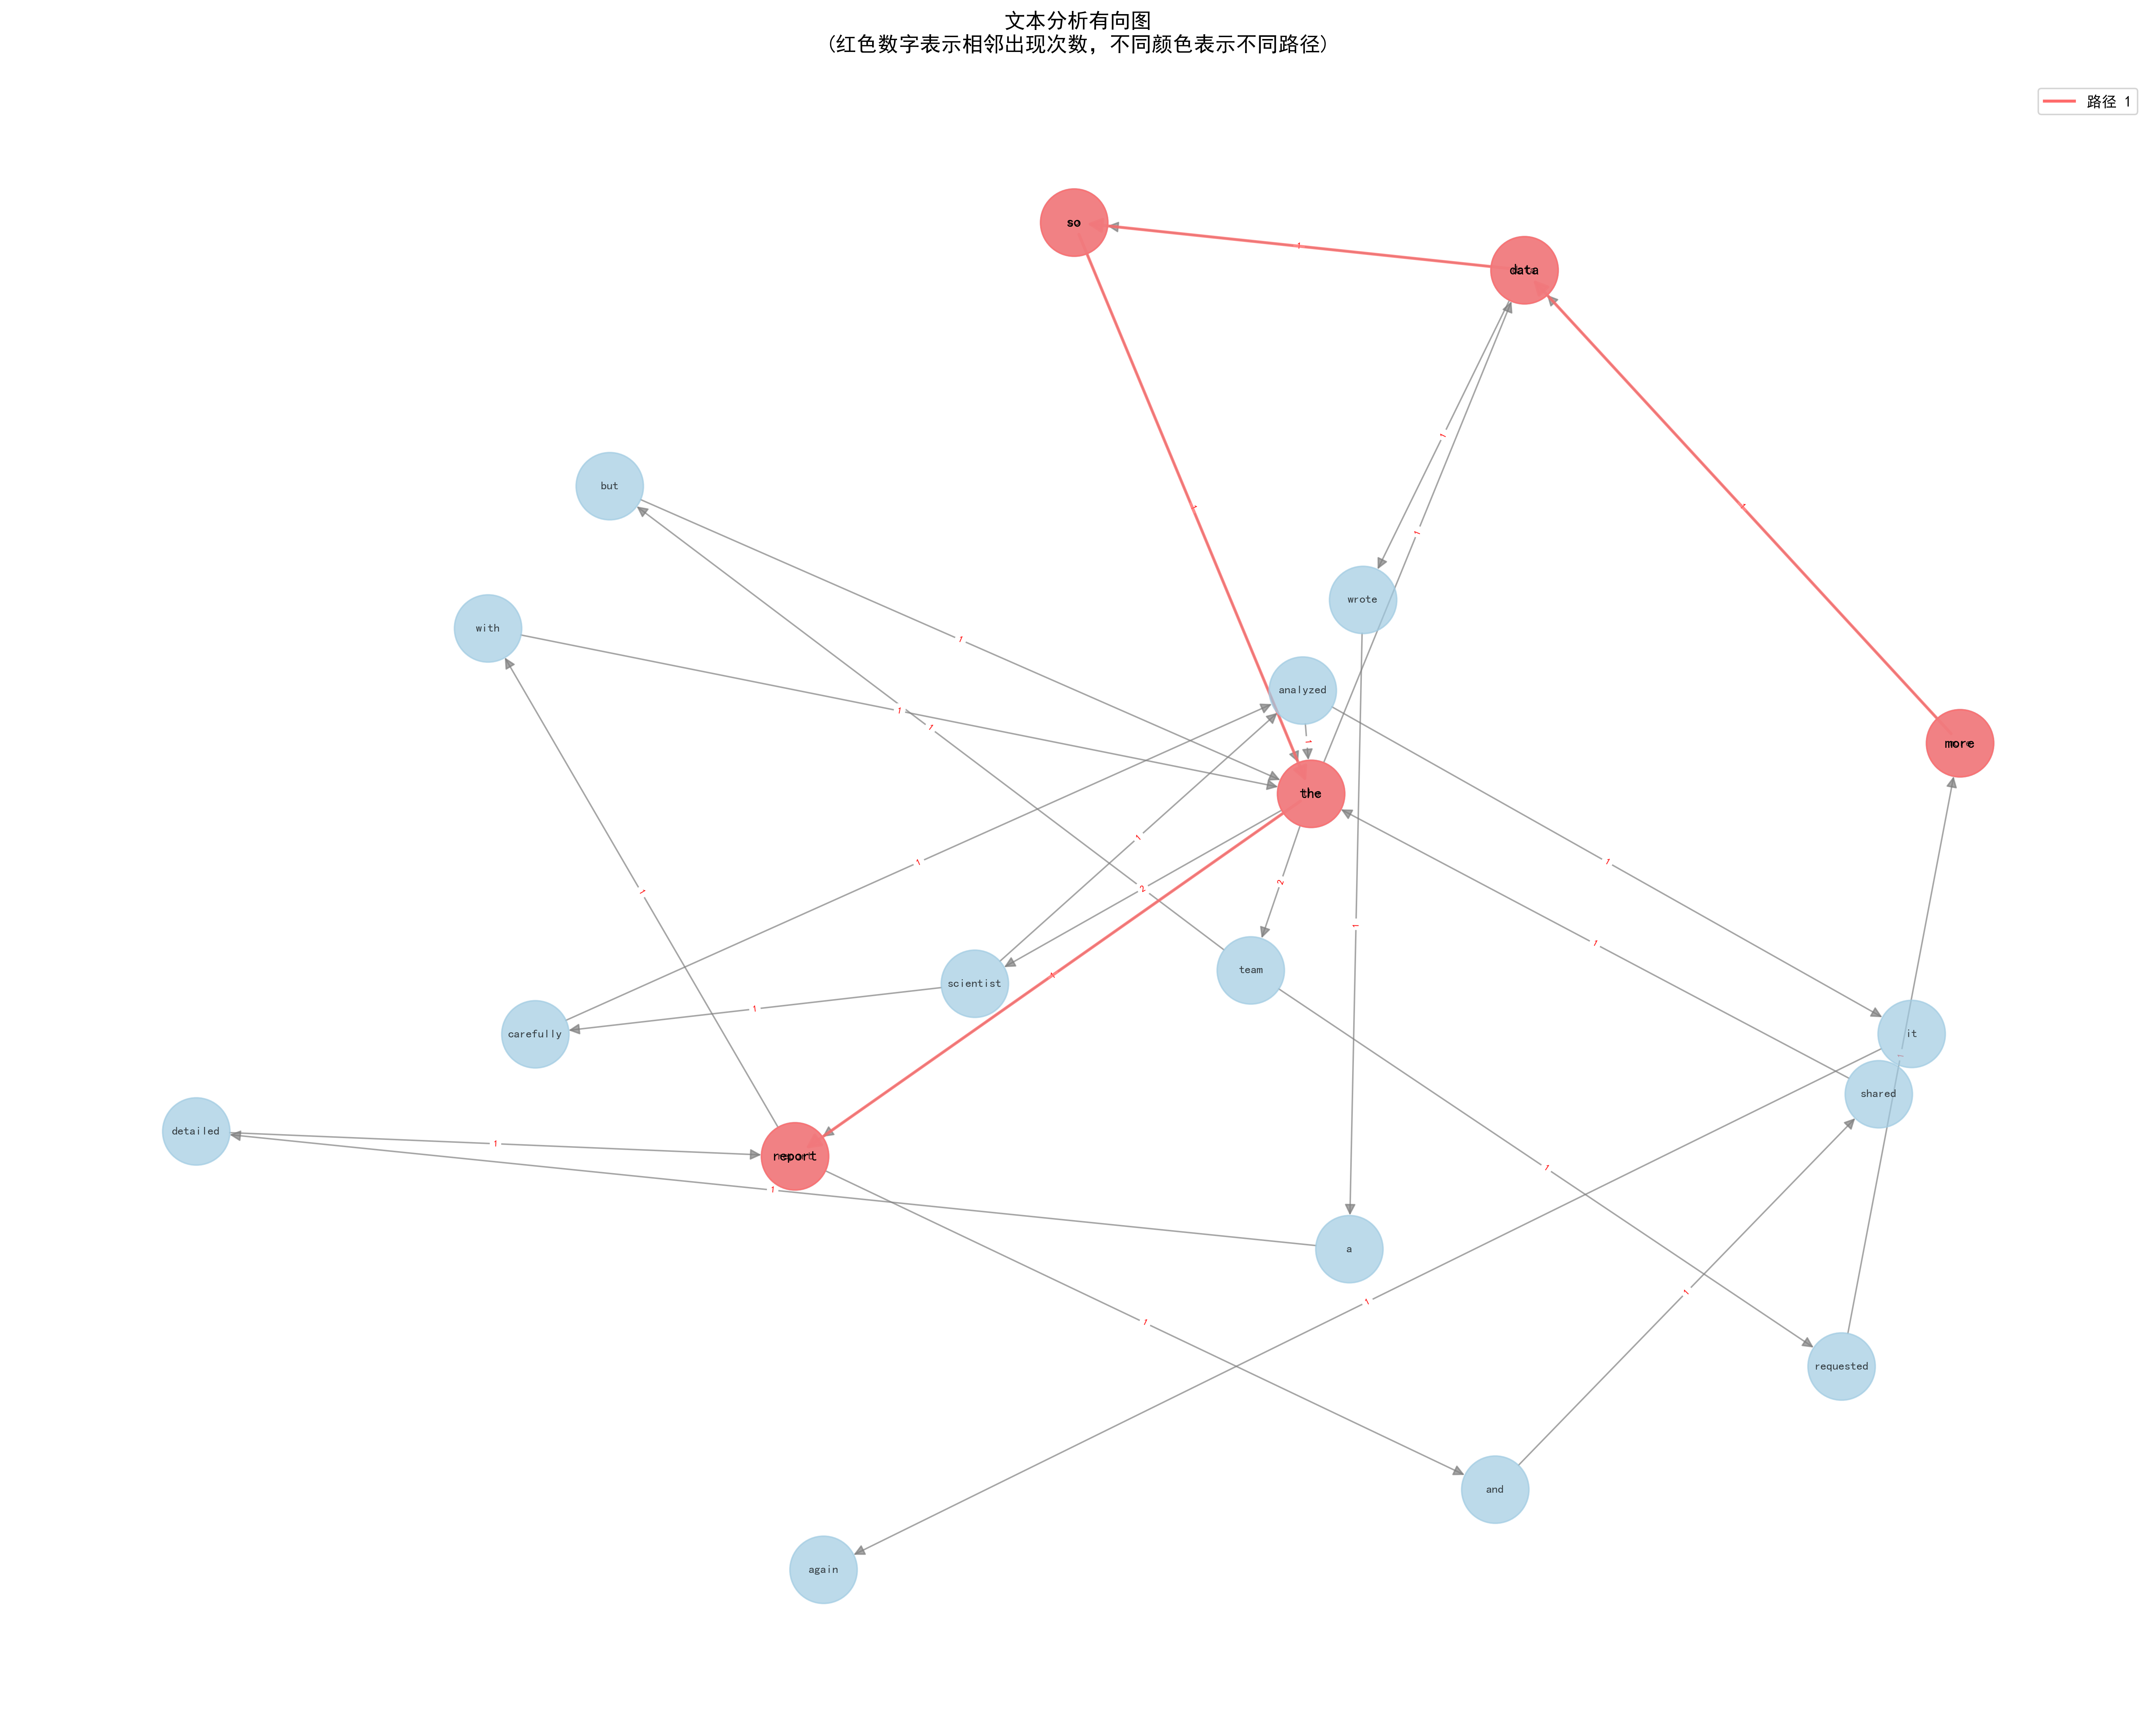 文本分析有向图
(红色数字表示相邻出现次数，不同颜色表示不同路径)
路径 1
so
1
data
1
1
but
1
1
with
wrote
1
1
analyzed
1
1
1
more
the
1
1
1
2
2
1
1
1
team
scientist
1
carefully
1
it
1
shared
detailed
1
report
1
1
a
1
1
1
requested
and
again